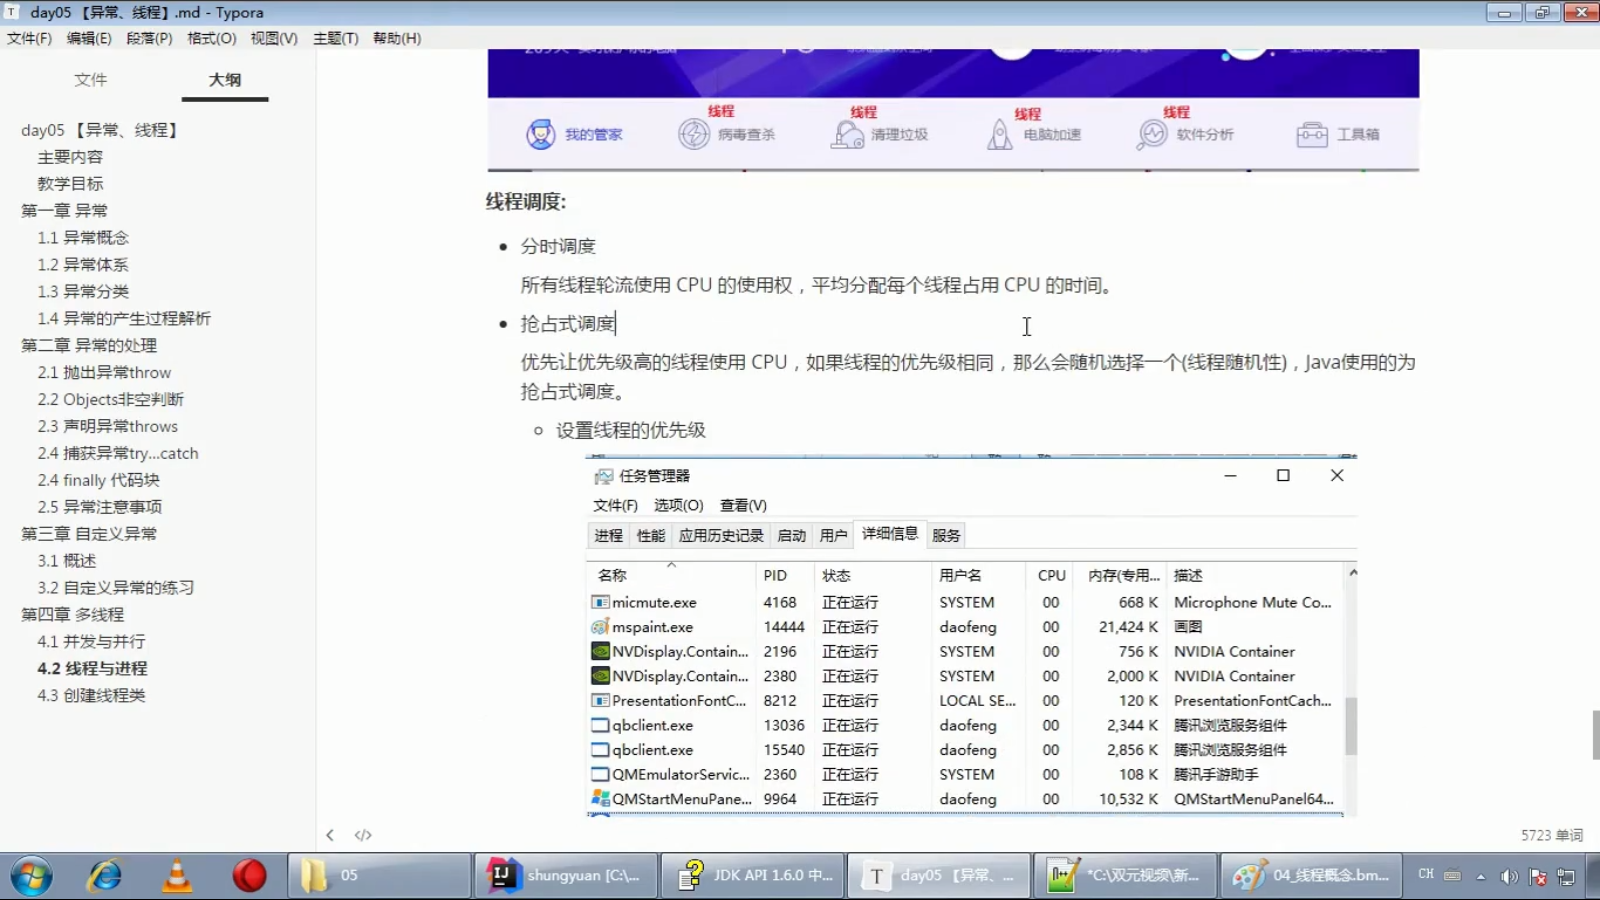 day05 【异常、线程】.md - Typora
文件(F) 编辑(E) 段落(P) 格式(O) 视图(V) 主题(T) 帮助(H)
文件 大纲
day05 【异常、线程】
主要内容
教学目标
第一章 异常
1.1 异常概念
1.2 异常体系
1.3 异常分类
1.4 异常的产生过程解析
第二章 异常的处理
2.1 抛出异常throw
2.2 Objects非空判断
2.3 声明异常throws
2.4 捕获异常try...catch
2.4 finally 代码块
2.5 异常注意事项
第三章 自定义异常
3.1 概述
3.2 自定义异常的练习
第四章 多线程
4.1 并发与并行
4.2 线程与进程
4.3 创建线程类
线程 线程 线程 线程
我的管家 病毒查杀 清理垃圾 电脑加速 软件分析 工具箱
线程调度:
分时调度
所有线程轮流使用 CPU 的使用权，平均分配每个线程占用 CPU 的时间。
抢占式调度
优先让优先级高的线程使用 CPU，如果线程的优先级相同，那么会随机选择一个(线程随机性)，Java使用的为
抢占式调度。
设置线程的优先级
任务管理器
文件(F) 选项(O) 查看(V)
进程 性能 应用历史记录 启动 用户 详细信息 服务
名称 PID 状态 用户名 CPU 内存(专用... 描述
micmute.exe 4168 正在运行 SYSTEM 00 668 K Microphone Mute Co...
mspaint.exe 14444 正在运行 daofeng 00 21,424 K 画图
NVDisplay.Contain... 2196 正在运行 SYSTEM 00 756 K NVIDIA Container
NVDisplay.Contain... 2380 正在运行 SYSTEM 00 2,000 K NVIDIA Container
PresentationFontC... 8212 正在运行 LOCAL SE... 00 120 K PresentationFontCach...
qbclient.exe 13036 正在运行 daofeng 00 2,344 K 腾讯浏览服务组件
qbclient.exe 15540 正在运行 daofeng 00 2,856 K 腾讯浏览服务组件
QMEmulatorServic... 2360 正在运行 SYSTEM 00 108 K 腾讯手游助手
QMStartMenuPane... 9964 正在运行 daofeng 00 10,532 K QMStartMenuPanel64...
5723 单词
05 shungyuan [C:\... JDK API 1.6.0 中... day05 【异常、... *C:\双元视频\新... 04_线程概念.bm... CH